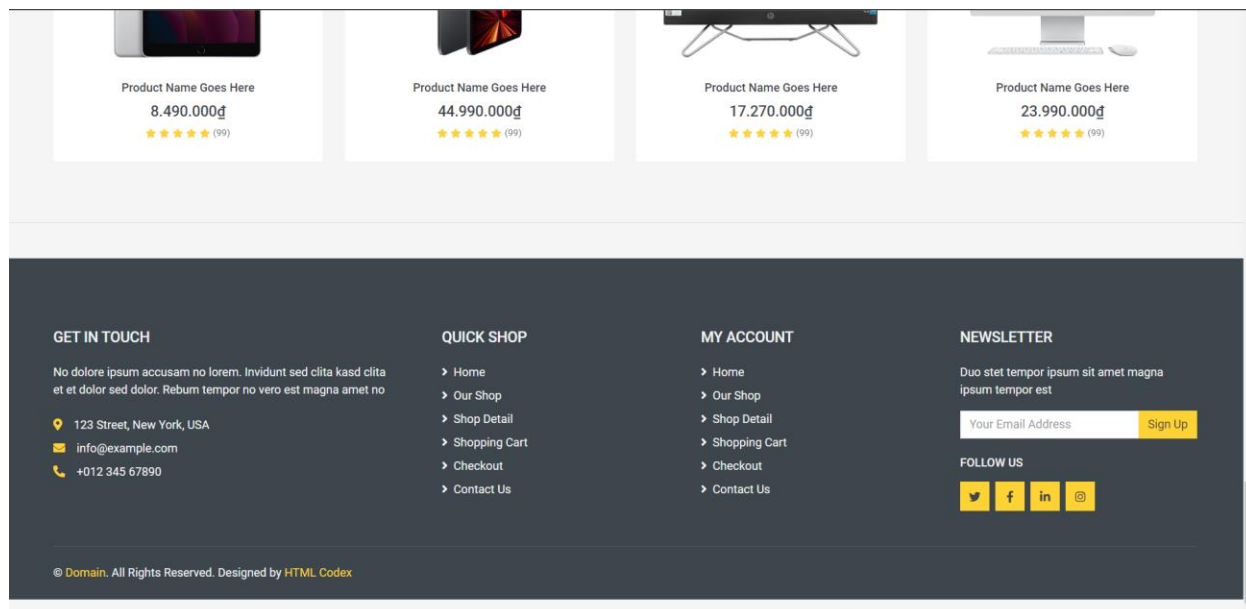 Product Name Goes Here
8.490.000₫
(99)
Product Name Goes Here
44.990.000₫
(99)
Product Name Goes Here
17.270.000₫
(99)
Product Name Goes Here
23.990.000₫
(99)
GET IN TOUCH
No dolore ipsum accusam no lorem. Invidunt sed clita kasd clita
et et dolor sed dolor. Rebum tempor no vero est magna amet no
123 Street, New York, USA
info@example.com
+012 345 67890
QUICK SHOP
Home
Our Shop
Shop Detail
Shopping Cart
Checkout
Contact Us
MY ACCOUNT
Home
Our Shop
Shop Detail
Shopping Cart
Checkout
Contact Us
NEWSLETTER
Duo stet tempor ipsum sit amet magna
ipsum tempor est
Your Email Address
Sign Up
FOLLOW US
© Domain. All Rights Reserved. Designed by HTML Codex